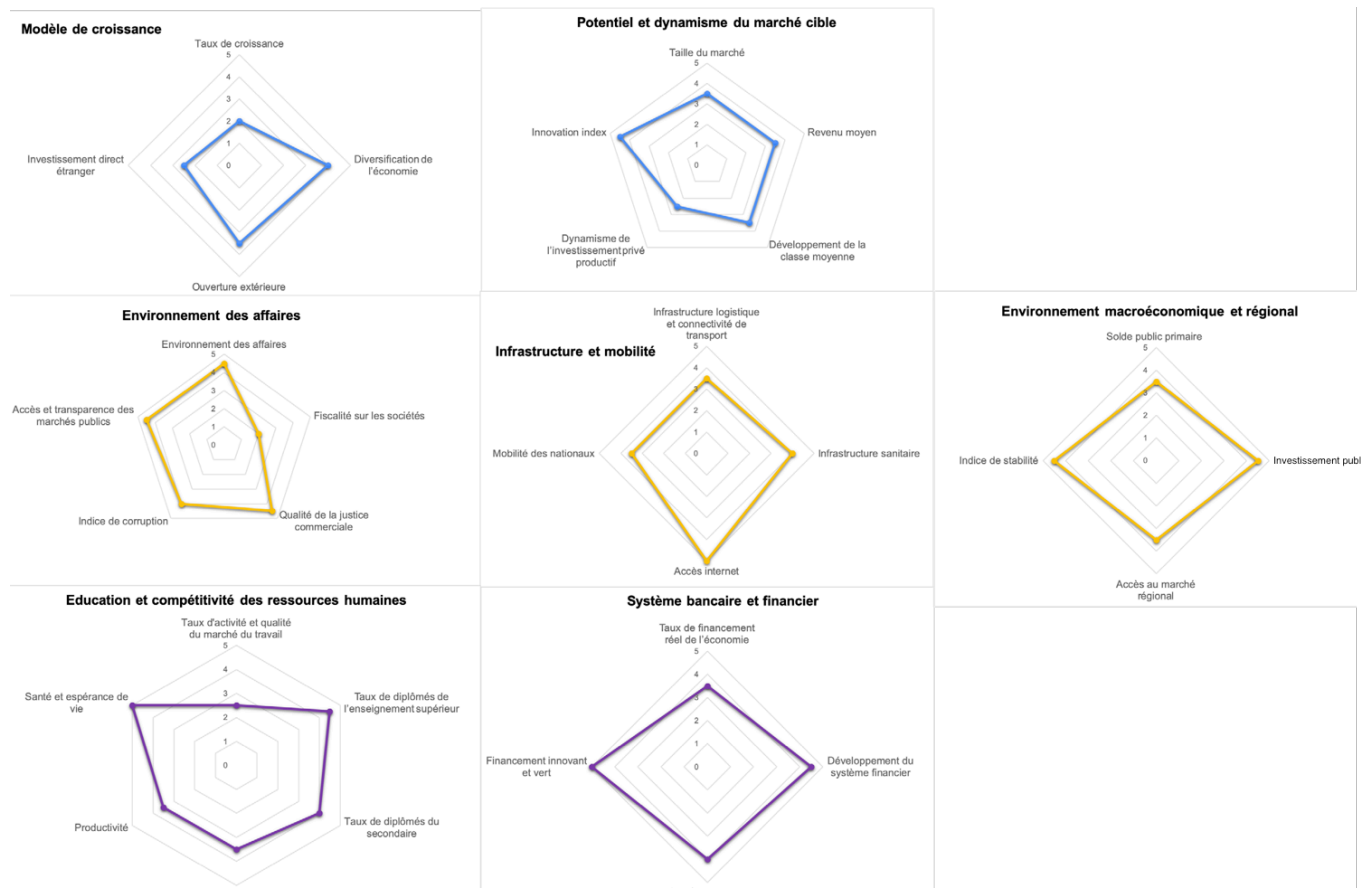 Modèle de croissance
Taux de croissance
5
4
3
2
1
0
Investissement direct
étranger
Diversification de
l'économie
Ouverture extérieure
Potentiel et dynamisme du marché cible
Taille du marché
5
4
3
2
1
0
Innovation index
Revenu moyen
Dynamisme de
l'investissement privé
productif
Développement de la
classe moyenne
Environnement des affaires
Environnement des affaires
5
4
3
2
1
0
Accès et transparence des
marchés publics
Fiscalité sur les sociétés
Indice de corruption
Qualité de la justice
commerciale
Infrastructure et mobilité
Infrastructure logistique
et connectivité de
transport
5
4
3
2
1
0
Mobilité des nationaux
Infrastructure sanitaire
Accès internet
Environnement macroéconomique et régional
Solde public primaire
5
4
3
2
1
0
Indice de stabilité
Investissement publ
Accès au marché
régional
Education et compétitivité des ressources humaines
Taux d'activité et qualité
du marché du travail
5
4
3
2
1
0
Santé et espérance de
vie
Taux de diplômés de
l'enseignement supérieur
Productivité
Taux de diplômés du
secondaire
Système bancaire et financier
Taux de financement
réel de l'économie
5
4
3
2
1
0
Financement innovant
et vert
Développement du
système financier